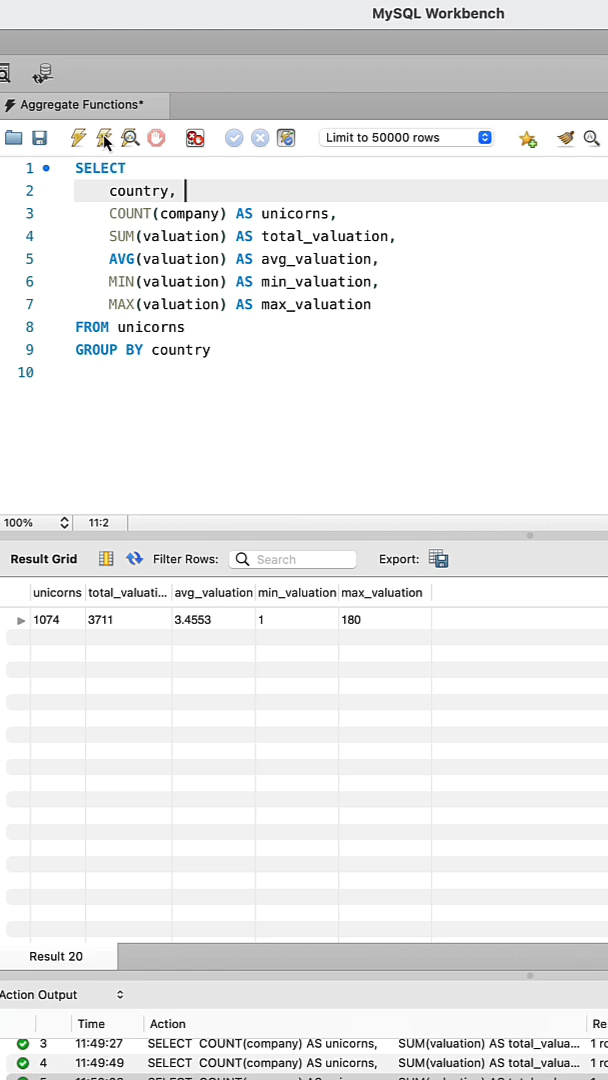 MySQL Workbench
Aggregate Functions*
Limit to 50000 rows
1 SELECT
2 country,
3 COUNT(company) AS unicorns,
4 SUM(valuation) AS total_valuation,
5 AVG(valuation) AS avg_valuation,
6 MIN(valuation) AS min_valuation,
7 MAX(valuation) AS max_valuation
8 FROM unicorns
9 GROUP BY country
10
100% 11:2
Result Grid Filter Rows: Search Export:
unicorns total_valuati... avg_valuation min_valuation max_valuation
1074 3711 3.4553 1 180
Result 20
Action Output
Time Action Re
3 11:49:27 SELECT COUNT(company) AS unicorns, SUM(valuation) AS total_valua... 1 ro
4 11:49:49 SELECT COUNT(company) AS unicorns, SUM(valuation) AS total_valua... 1 ro